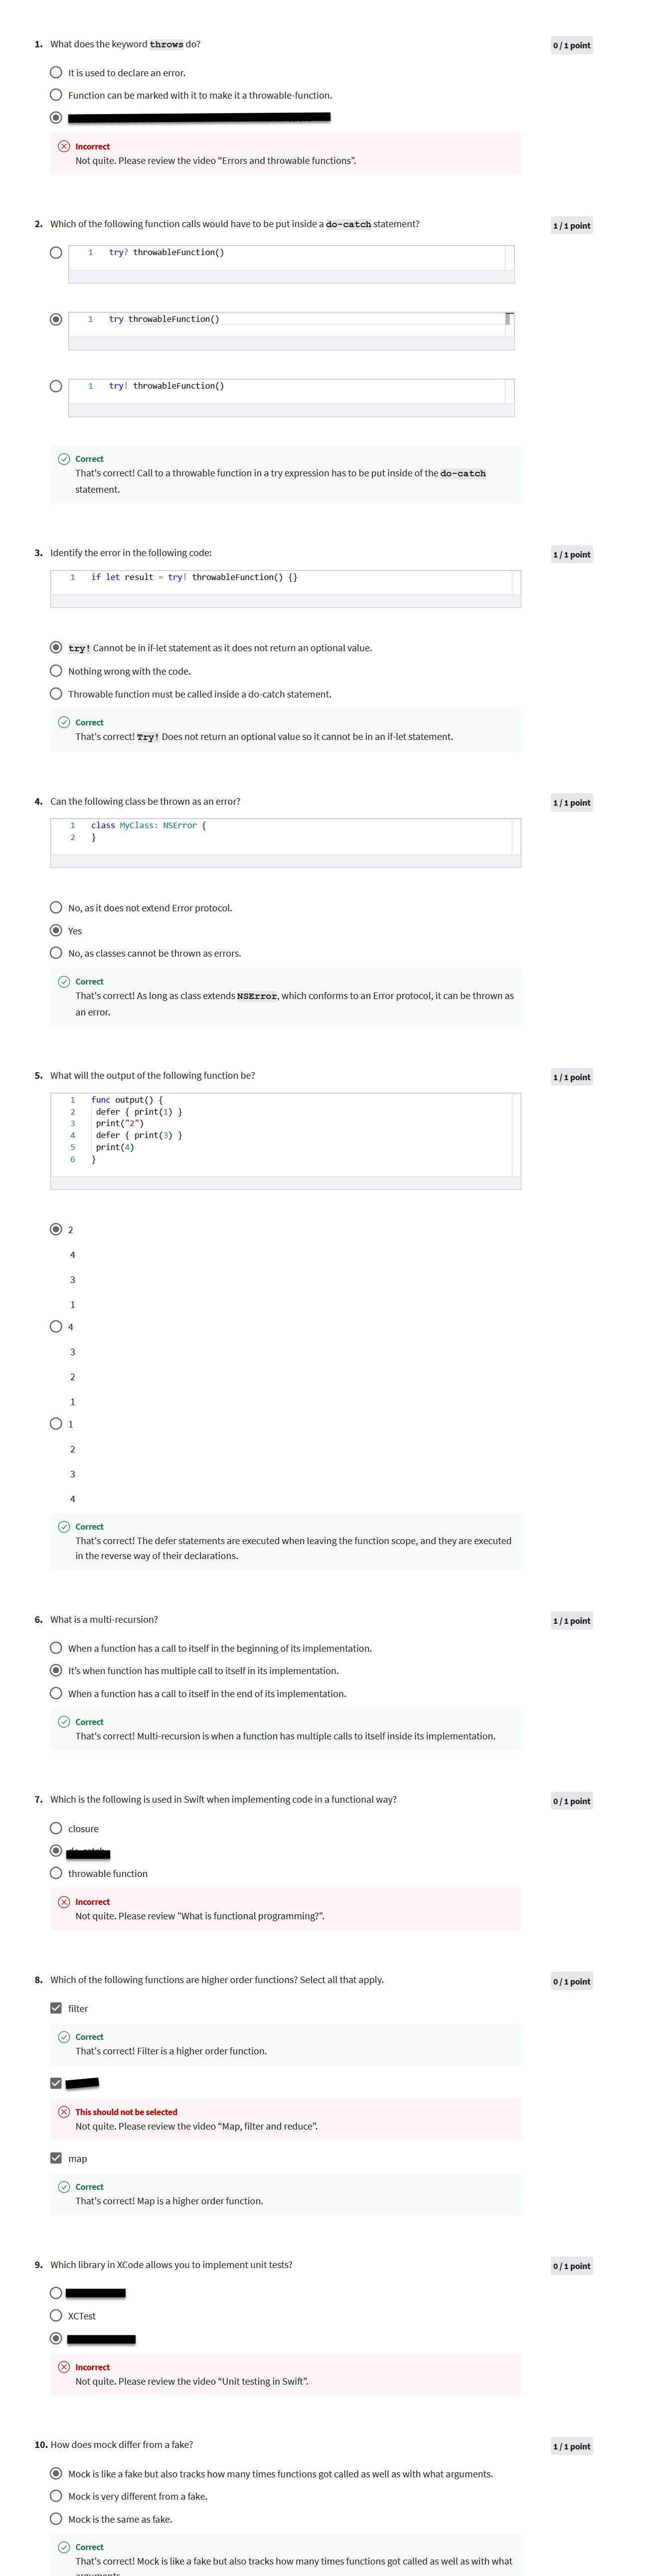 1. What does the keyword throws do?
0 / 1 point
It is used to declare an error.
Function can be marked with it to make it a throwable-function.
Incorrect
Not quite. Please review the video “Errors and throwable functions”.
2. Which of the following function calls would have to be put inside a do-catch statement?
1 / 1 point
1 try? throwableFunction()
1 try throwableFunction()
1 try! throwableFunction()
Correct
That's correct! Call to a throwable function in a try expression has to be put inside of the do-catch
statement.
3. Identify the error in the following code:
1 / 1 point
1 if let result = try! throwableFunction() {}
try! Cannot be in if-let statement as it does not return an optional value.
Nothing wrong with the code.
Throwable function must be called inside a do-catch statement.
Correct
That's correct! Try! Does not return an optional value so it cannot be in an if-let statement.
4. Can the following class be thrown as an error?
1 / 1 point
1 class MyClass: NSError {
2 }
No, as it does not extend Error protocol.
Yes
No, as classes cannot be thrown as errors.
Correct
That's correct! As long as class extends NSError, which conforms to an Error protocol, it can be thrown as
an error.
5. What will the output of the following function be?
1 / 1 point
1 func output() {
2 defer { print(1) }
3 print("2")
4 defer { print(3) }
5 print(4)
6 }
2
4
3
1
4
3
2
1
1
2
3
4
Correct
That's correct! The defer statements are executed when leaving the function scope, and they are executed
in the reverse way of their declarations.
6. What is a multi-recursion?
1 / 1 point
When a function has a call to itself in the beginning of its implementation.
It's when function has multiple call to itself in its implementation.
When a function has a call to itself in the end of its implementation.
Correct
That's correct! Multi-recursion is when a function has multiple calls to itself inside its implementation.
7. Which is the following is used in Swift when implementing code in a functional way?
0 / 1 point
closure
throwable function
Incorrect
Not quite. Please review "What is functional programming?".
8. Which of the following functions are higher order functions? Select all that apply.
0 / 1 point
filter
Correct
That's correct! Filter is a higher order function.
This should not be selected
Not quite. Please review the video “Map, filter and reduce”.
map
Correct
That's correct! Map is a higher order function.
9. Which library in XCode allows you to implement unit tests?
0 / 1 point
XCTest
Incorrect
Not quite. Please review the video “Unit testing in Swift”.
10. How does mock differ from a fake?
1 / 1 point
Mock is like a fake but also tracks how many times functions got called as well as with what arguments.
Mock is very different from a fake.
Mock is the same as fake.
Correct
That's correct! Mock is like a fake but also tracks how many times functions got called as well as with what